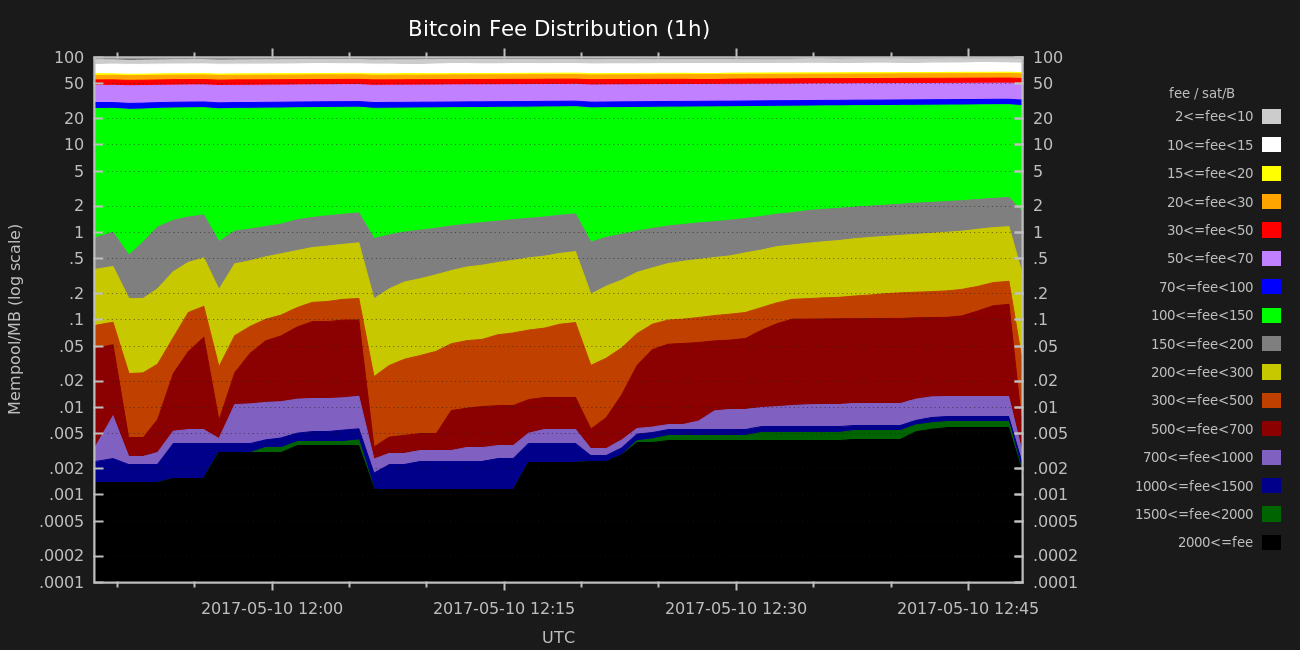 Bitcoin Fee Distribution (1h)
100 100
50 50
20 20
10 10
5 5
2 2
1 1
.5 .5
.2 .2
.1 .1
.05 .05
.02 .02
.01 .01
.005 .005
.002 .002
.001 .001
.0005 .0005
.0002 .0002
.0001 .0001
Mempool/MB (log scale)
2017-05-10 12:00 2017-05-10 12:15 2017-05-10 12:30 2017-05-10 12:45
UTC
fee / sat/B
2<=fee<10
10<=fee<15
15<=fee<20
20<=fee<30
30<=fee<50
50<=fee<70
70<=fee<100
100<=fee<150
150<=fee<200
200<=fee<300
300<=fee<500
500<=fee<700
700<=fee<1000
1000<=fee<1500
1500<=fee<2000
2000<=fee